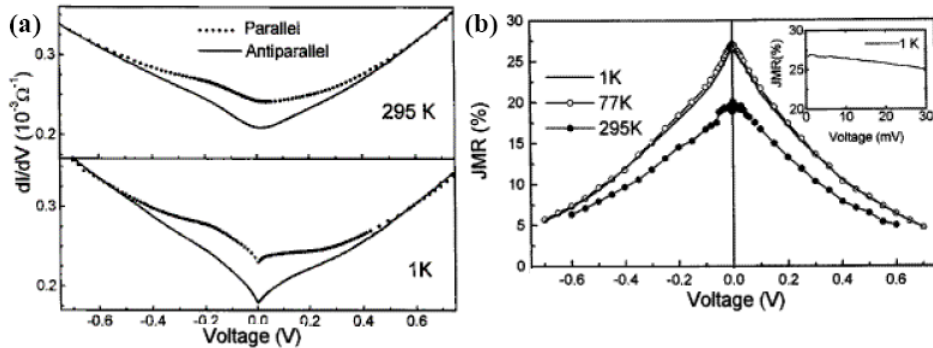 (a)
Parallel
Antiparallel
295 K
1K
dI/dV (10⁻³Ω⁻¹)
0.3
0.2
0.3
0.2
-0.6 -0.4 -0.2 0.0 0.2 0.4 0.6
Voltage (V)
(b)
1K
77K
295K
JMR (%)
30
25
20
15
10
5
0
-0.6 -0.4 -0.2 0.0 0.2 0.4 0.6
Voltage (V)
1 K
JMR(%)
30
25
20
0 10 20 30
Voltage (mV)